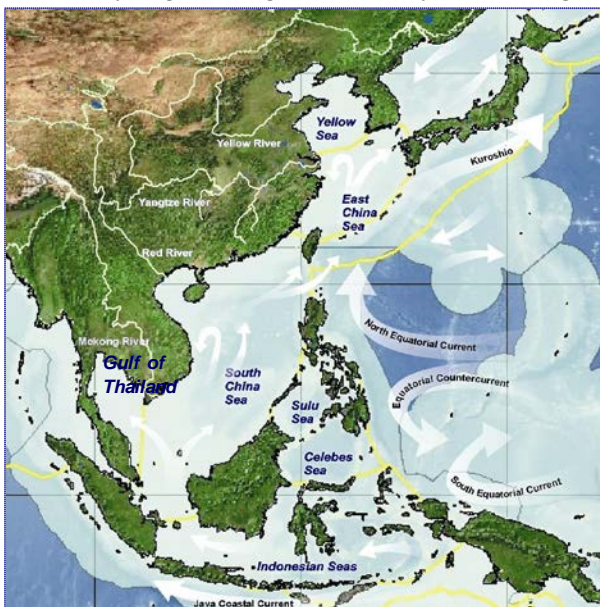 Yellow
Sea
Yellow River
Kuroshio
Yangtze River
East
China
Sea
Red River
Mekong River
North Equatorial Current
Gulf of
Thailand
South
China
Sea
Equatorial Countercurrent
Sulu
Sea
Celebes
Sea
South Equatorial Current
Indonesian Seas
Java Coastal Current